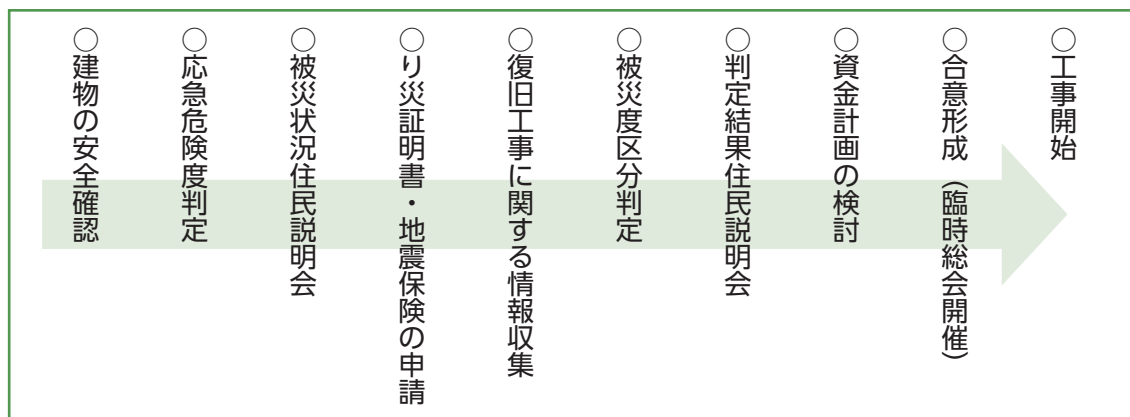 ○建物の安全確認
○応急危険度判定
○被災状況住民説明会
○り災証明書・地震保険の申請
○復旧工事に関する情報収集
○被災度区分判定
○判定結果住民説明会
○資金計画の検討
○合意形成（臨時総会開催）
○工事開始